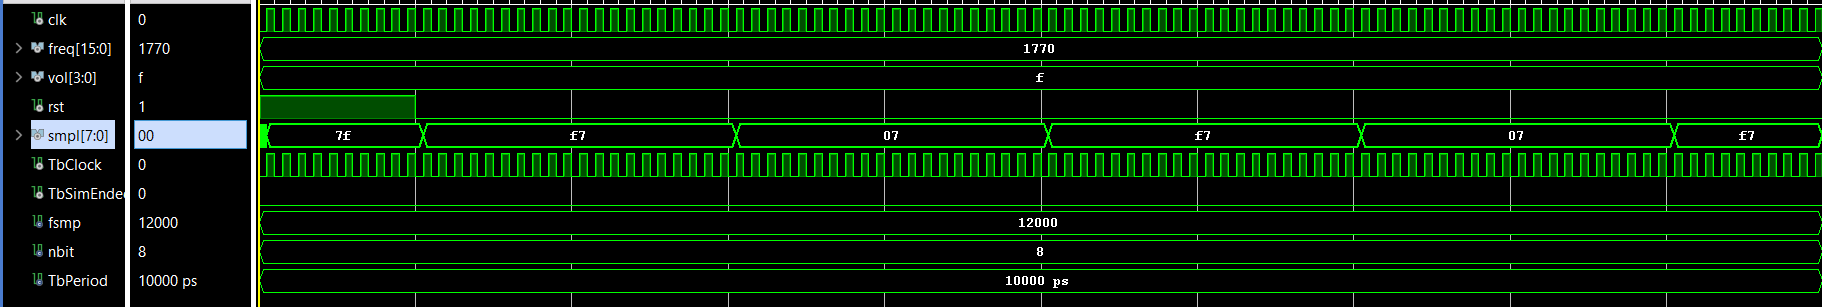 clk 0
freq[15:0] 1770 1770
vol[3:0] f f
rst 1
smpl[7:0] 00 7f f7 07 f7 07 f7
TbClock 0
TbSimEnde 0
fsmp 12000 12000
nbit 8 8
TbPeriod 10000 ps 10000 ps